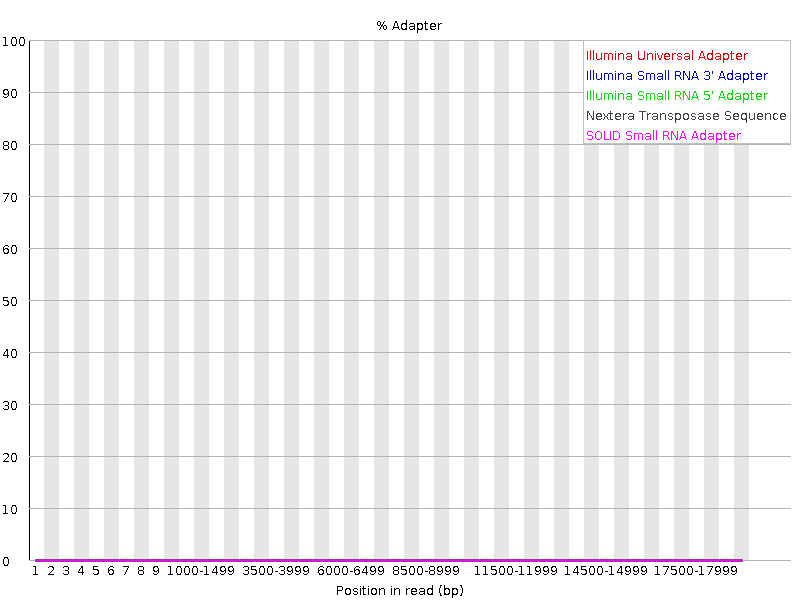 % Adapter
100
90
80
70
60
50
40
30
20
10
0
Illumina Universal Adapter
Illumina Small RNA 3' Adapter
Illumina Small RNA 5' Adapter
Nextera Transposase Sequence
SOLID Small RNA Adapter
1 2 3 4 5 6 7 8 9 1000-1499 3500-3999 6000-6499 8500-8999 11500-11999 14500-14999 17500-17999
Position in read (bp)